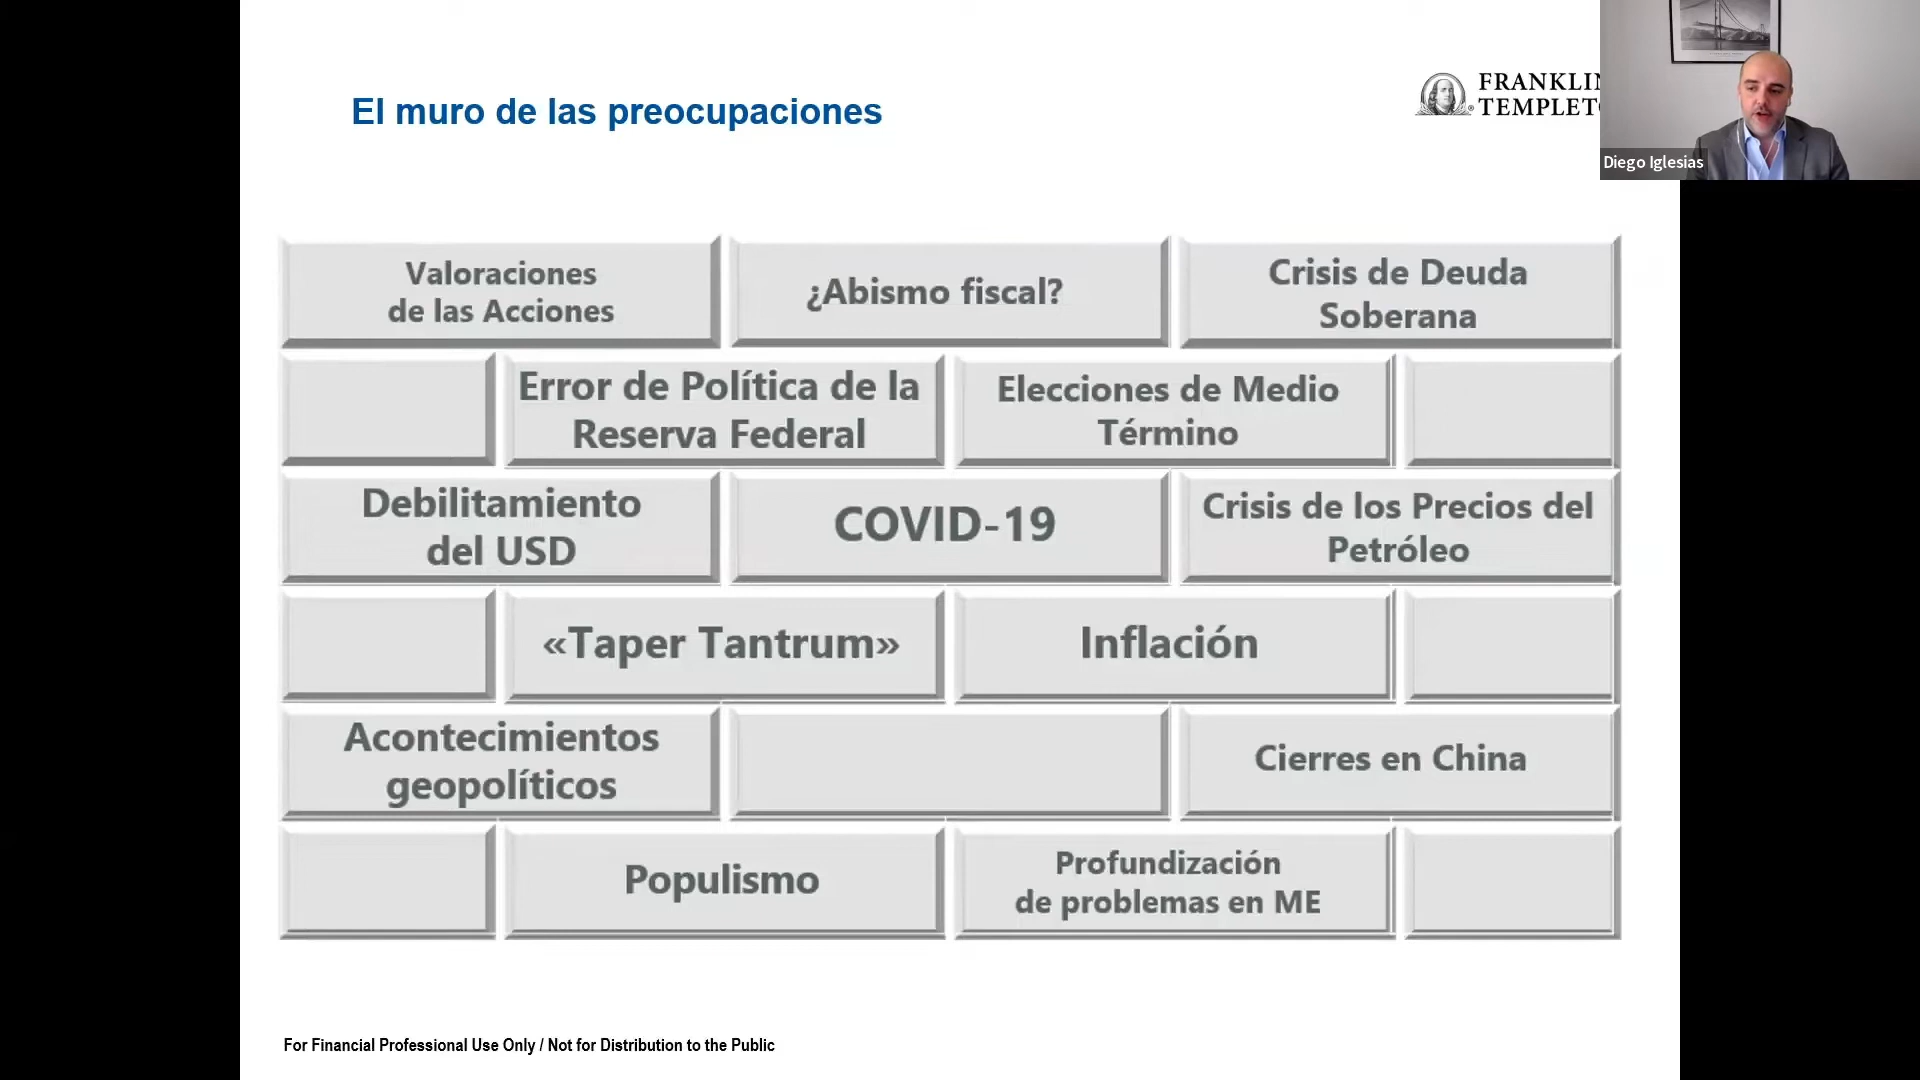 El muro de las preocupaciones
FRANKLIN
TEMPLETO
Diego Iglesias
Valoraciones
de las Acciones
¿Abismo fiscal?
Crisis de Deuda
Soberana
Error de Política de la
Reserva Federal
Elecciones de Medio
Término
Debilitamiento
del USD
COVID-19
Crisis de los Precios del
Petróleo
«Taper Tantrum»
Inflación
Acontecimientos
geopolíticos
Cierres en China
Populismo
Profundización
de problemas en ME
For Financial Professional Use Only / Not for Distribution to the Public